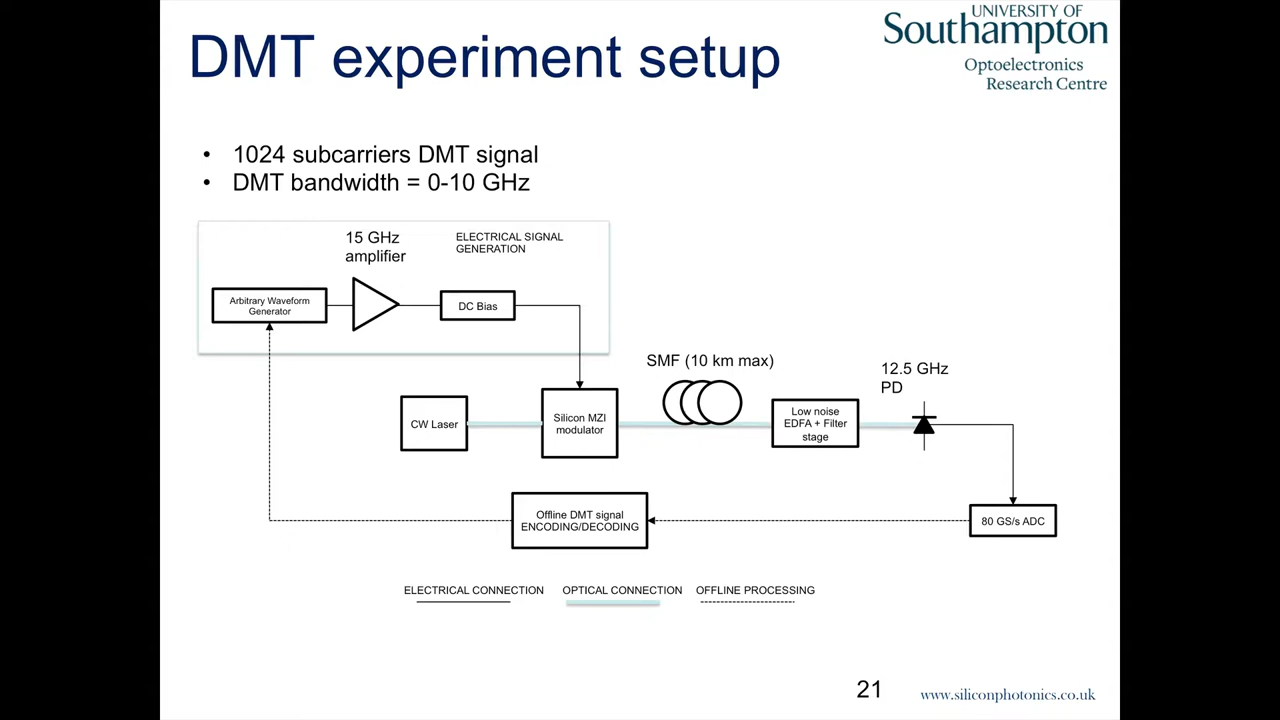 DMT experiment setup
UNIVERSITY OF
Southampton
Optoelectronics
Research Centre
• 1024 subcarriers DMT signal
• DMT bandwidth = 0-10 GHz
15 GHz
amplifier
ELECTRICAL SIGNAL
GENERATION
Arbitrary Waveform
Generator
DC Bias
SMF (10 km max)
12.5 GHz
PD
CW Laser
Silicon MZI
modulator
Low noise
EDFA + Filter
stage
Offline DMT signal
ENCODING/DECODING
80 GS/s ADC
ELECTRICAL CONNECTION
OPTICAL CONNECTION
OFFLINE PROCESSING
21
www.siliconphotonics.co.uk